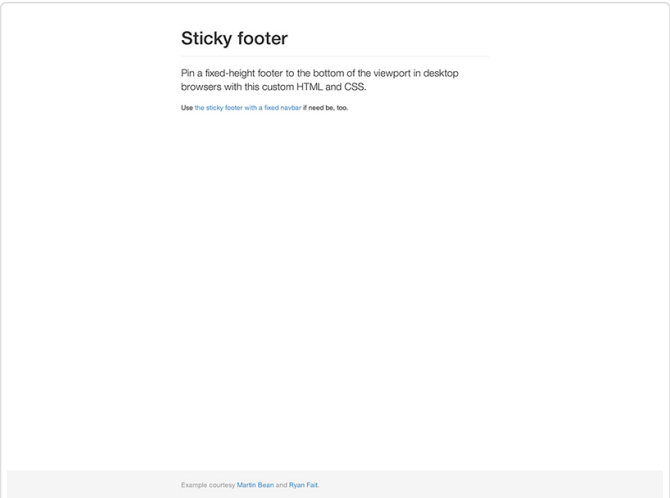 Sticky footer
Pin a fixed-height footer to the bottom of the viewport in desktop
browsers with this custom HTML and CSS.
Use the sticky footer with a fixed navbar if need be, too.
Example courtesy Martin Bean and Ryan Fait.